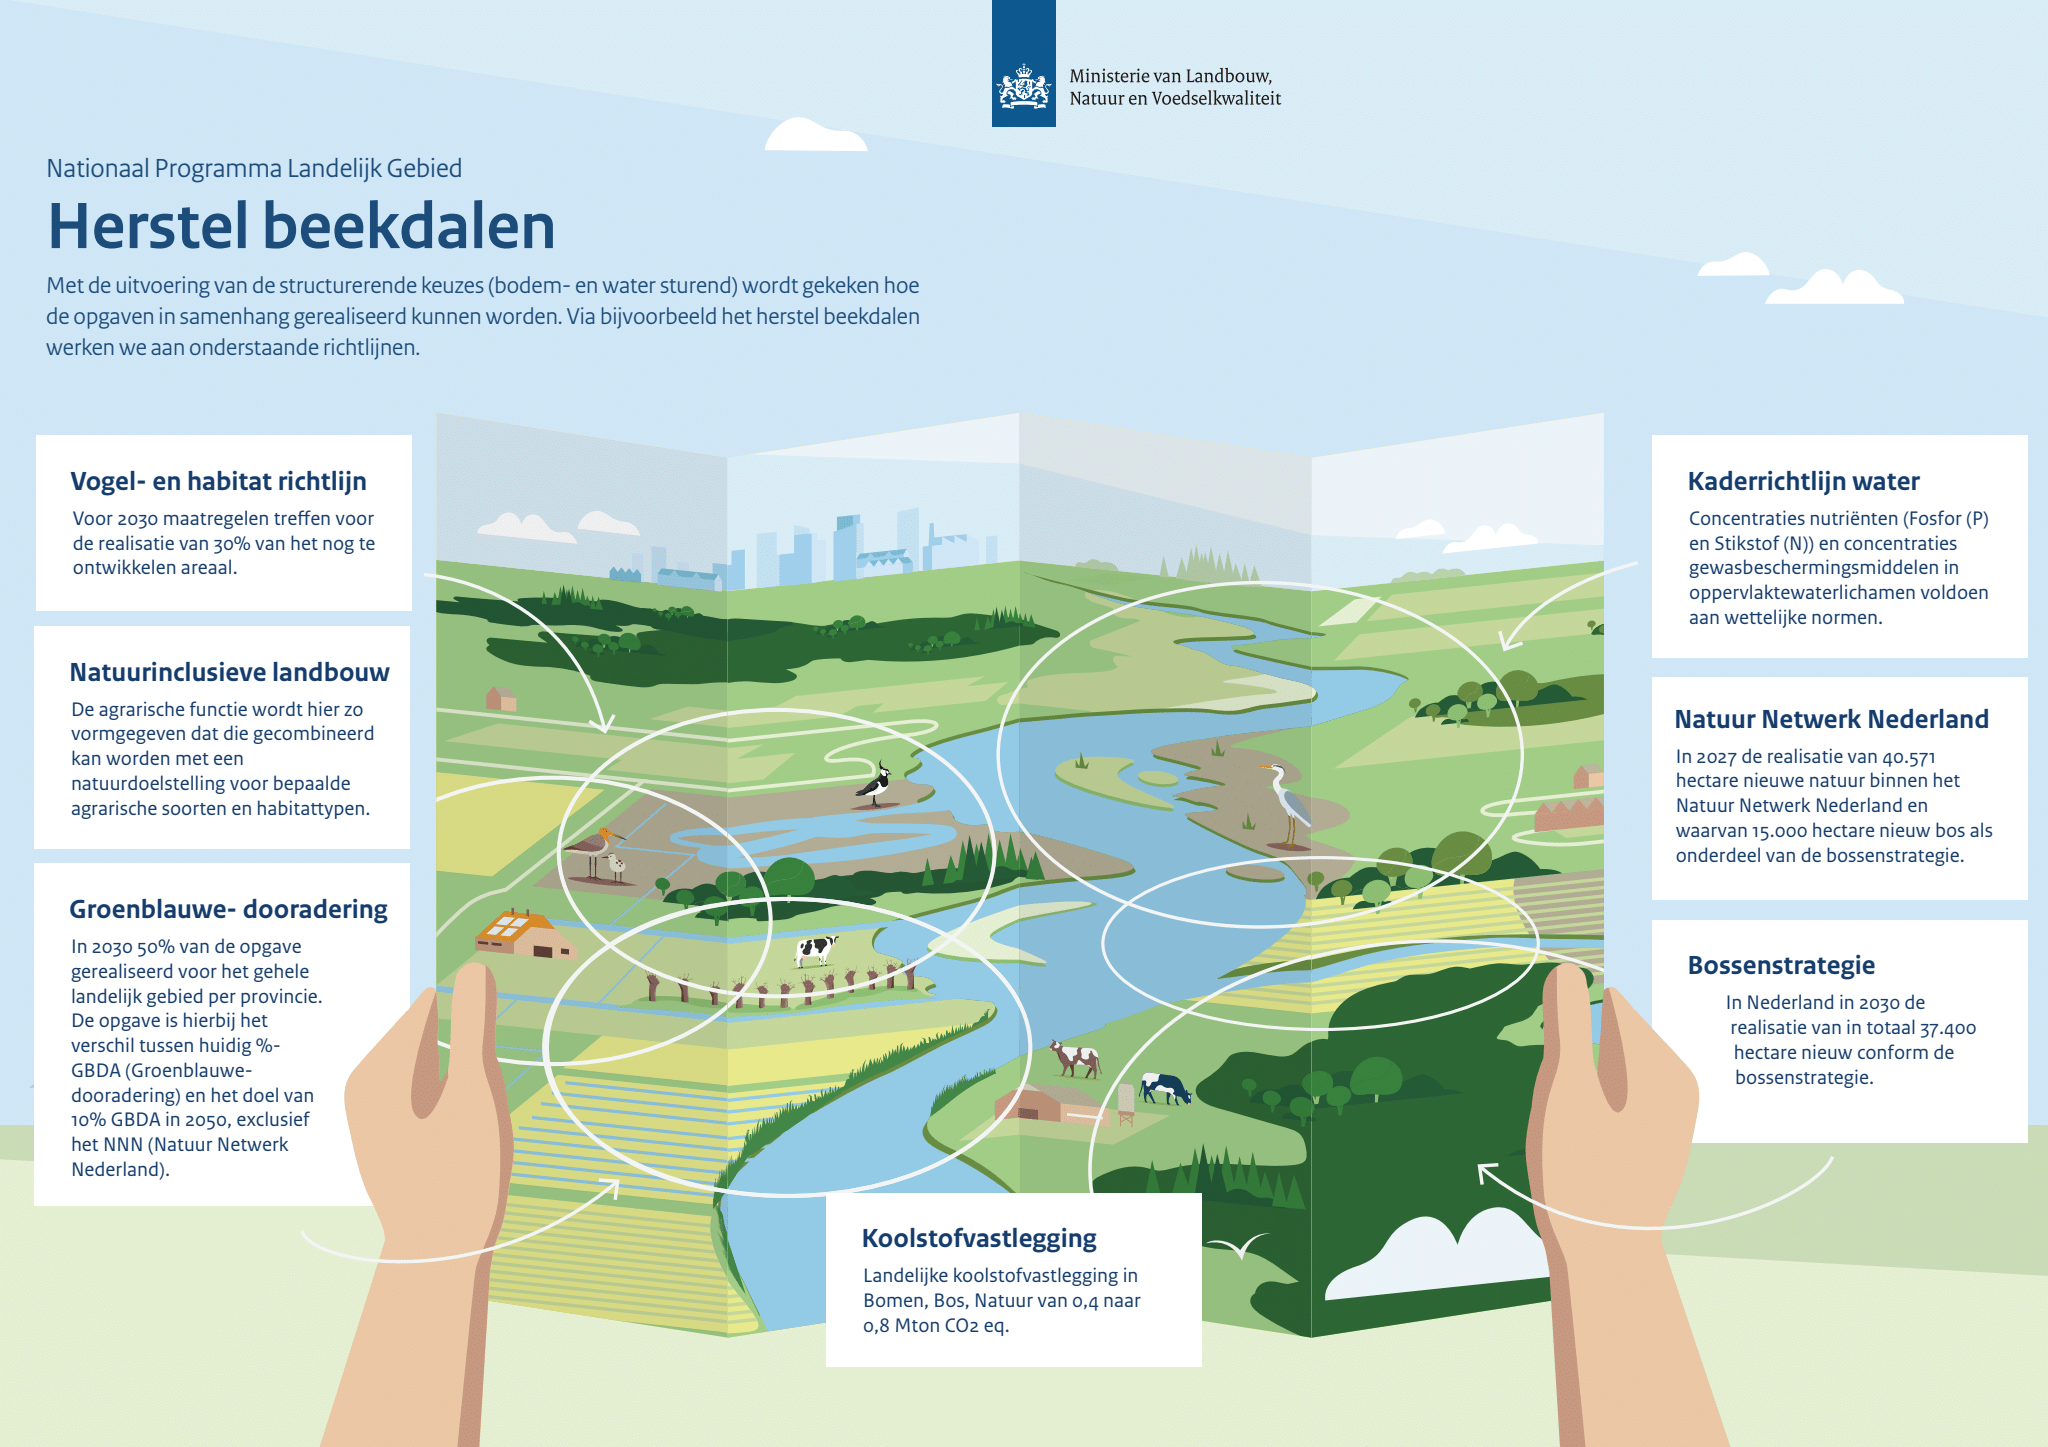 Ministerie van Landbouw,
Natuur en Voedselkwaliteit
Nationaal Programma Landelijk Gebied
Herstel beekdalen
Met de uitvoering van de structurerende keuzes (bodem- en water sturend) wordt gekeken hoe
de opgaven in samenhang gerealiseerd kunnen worden. Via bijvoorbeeld het herstel beekdalen
werken we aan onderstaande richtlijnen.
Vogel- en habitat richtlijn
Voor 2030 maatregelen treffen voor
de realisatie van 30% van het nog te
ontwikkelen areaal.
Natuurinclusieve landbouw
De agrarische functie wordt hier zo
vormgegeven dat die gecombineerd
kan worden met een
natuurdoelstelling voor bepaalde
agrarische soorten en habitattypen.
Groenblauwe- dooradering
In 2030 50% van de opgave
gerealiseerd voor het gehele
landelijk gebied per provincie.
De opgave is hierbij het
verschil tussen huidig %-
GBDA (Groenblauwe-
dooradering) en het doel van
10% GBDA in 2050, exclusief
het NNN (Natuur Netwerk
Nederland).
Koolstofvastlegging
Landelijke koolstofvastlegging in
Bomen, Bos, Natuur van 0,4 naar
0,8 Mton CO2 eq.
Kaderrichtlijn water
Concentraties nutriënten (Fosfor (P)
en Stikstof (N)) en concentraties
gewasbeschermingsmiddelen in
oppervlaktewaterlichamen voldoen
aan wettelijke normen.
Natuur Netwerk Nederland
In 2027 de realisatie van 40.571
hectare nieuwe natuur binnen het
Natuur Netwerk Nederland en
waarvan 15.000 hectare nieuw bos als
onderdeel van de bossenstrategie.
Bossenstrategie
In Nederland in 2030 de
realisatie van in totaal 37.400
hectare nieuw conform de
bossenstrategie.